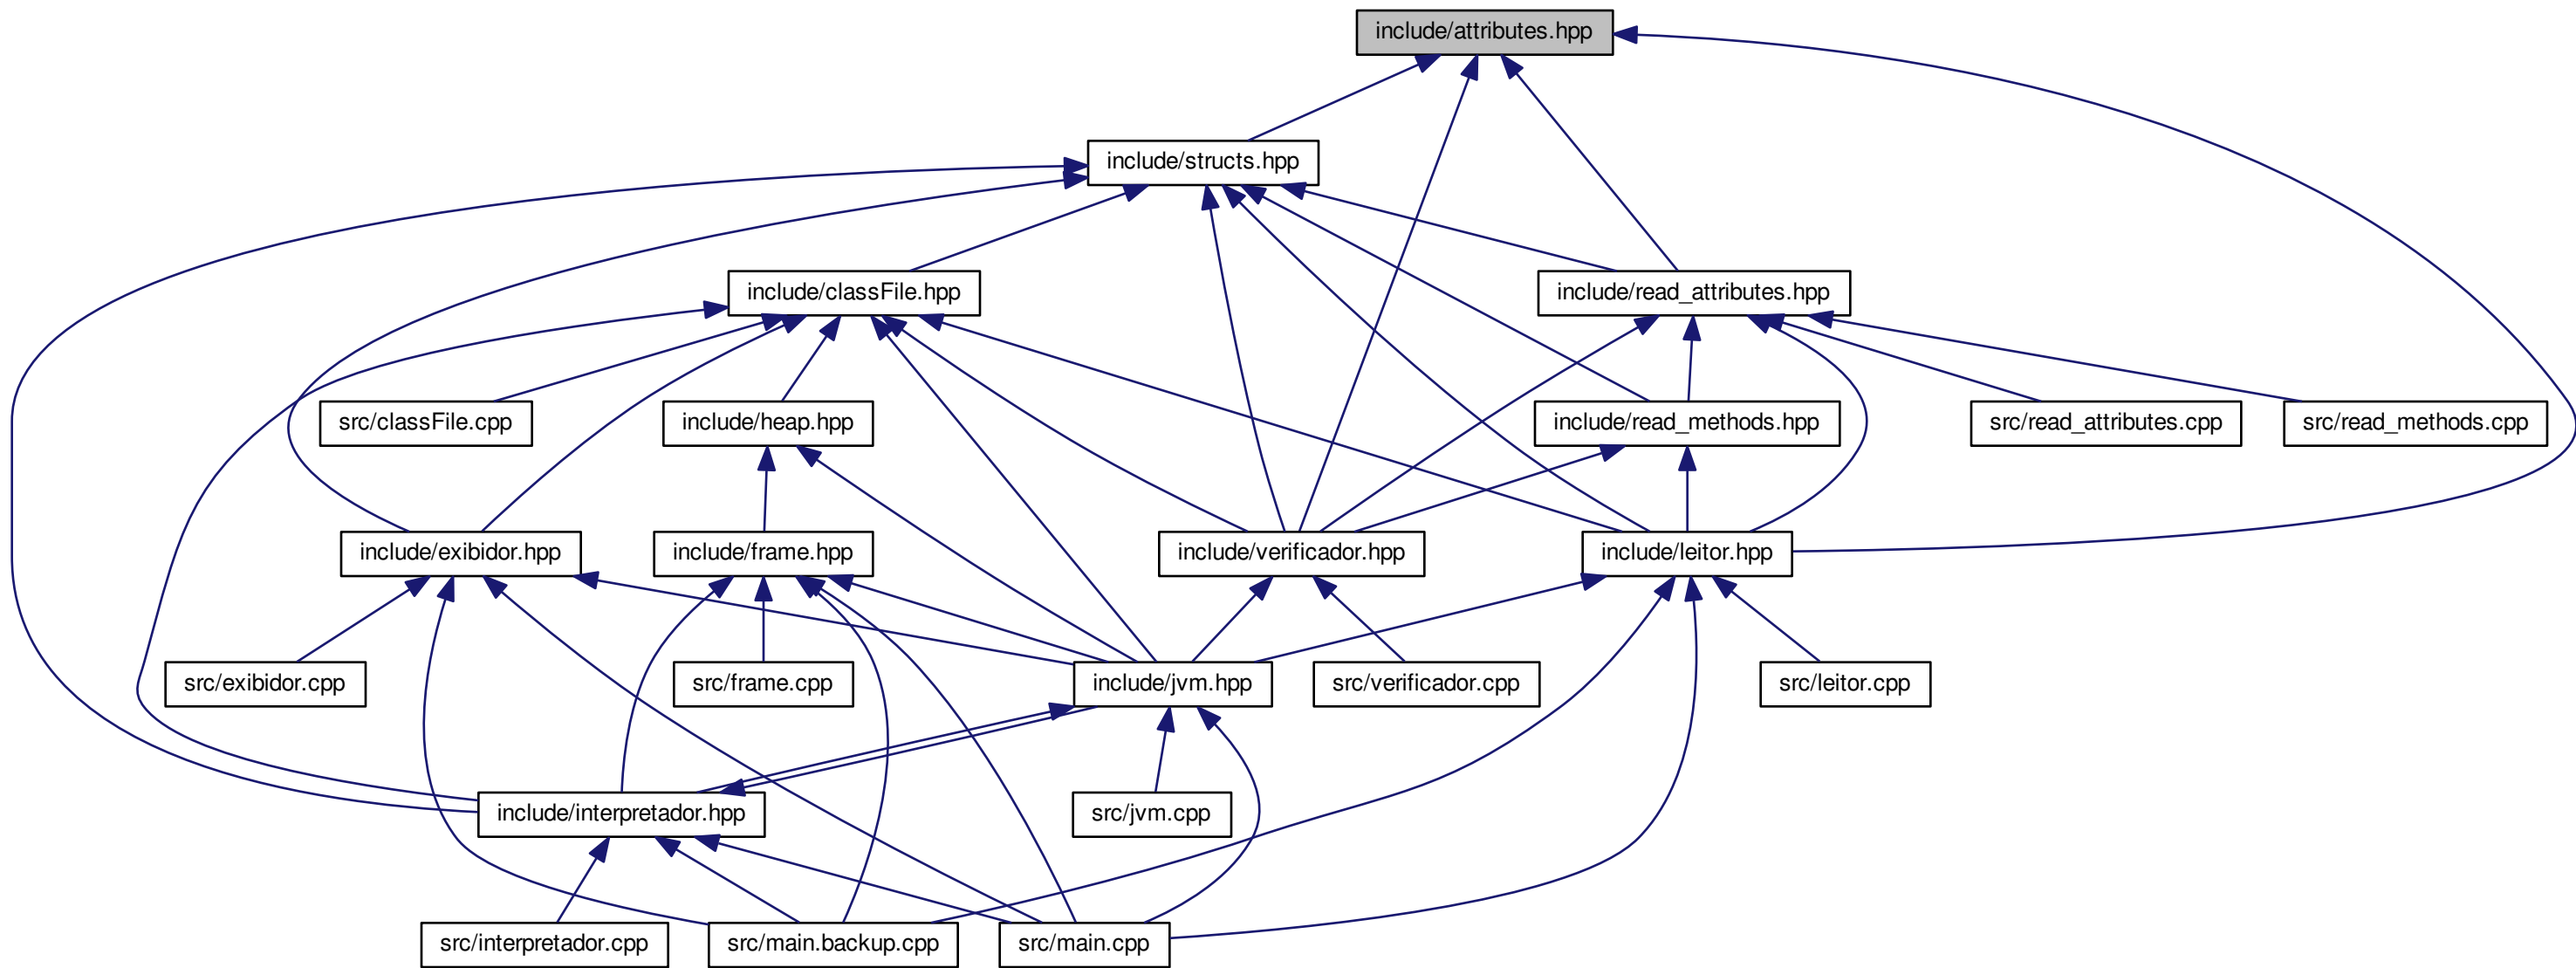 include/attributes.hpp
include/structs.hpp
include/classFile.hpp
include/read_attributes.hpp
src/classFile.cpp
include/heap.hpp
include/read_methods.hpp
src/read_attributes.cpp
src/read_methods.cpp
include/exibidor.hpp
include/frame.hpp
include/verificador.hpp
include/leitor.hpp
src/exibidor.cpp
src/frame.cpp
include/jvm.hpp
src/verificador.cpp
src/leitor.cpp
include/interpretador.hpp
src/jvm.cpp
src/interpretador.cpp
src/main.backup.cpp
src/main.cpp